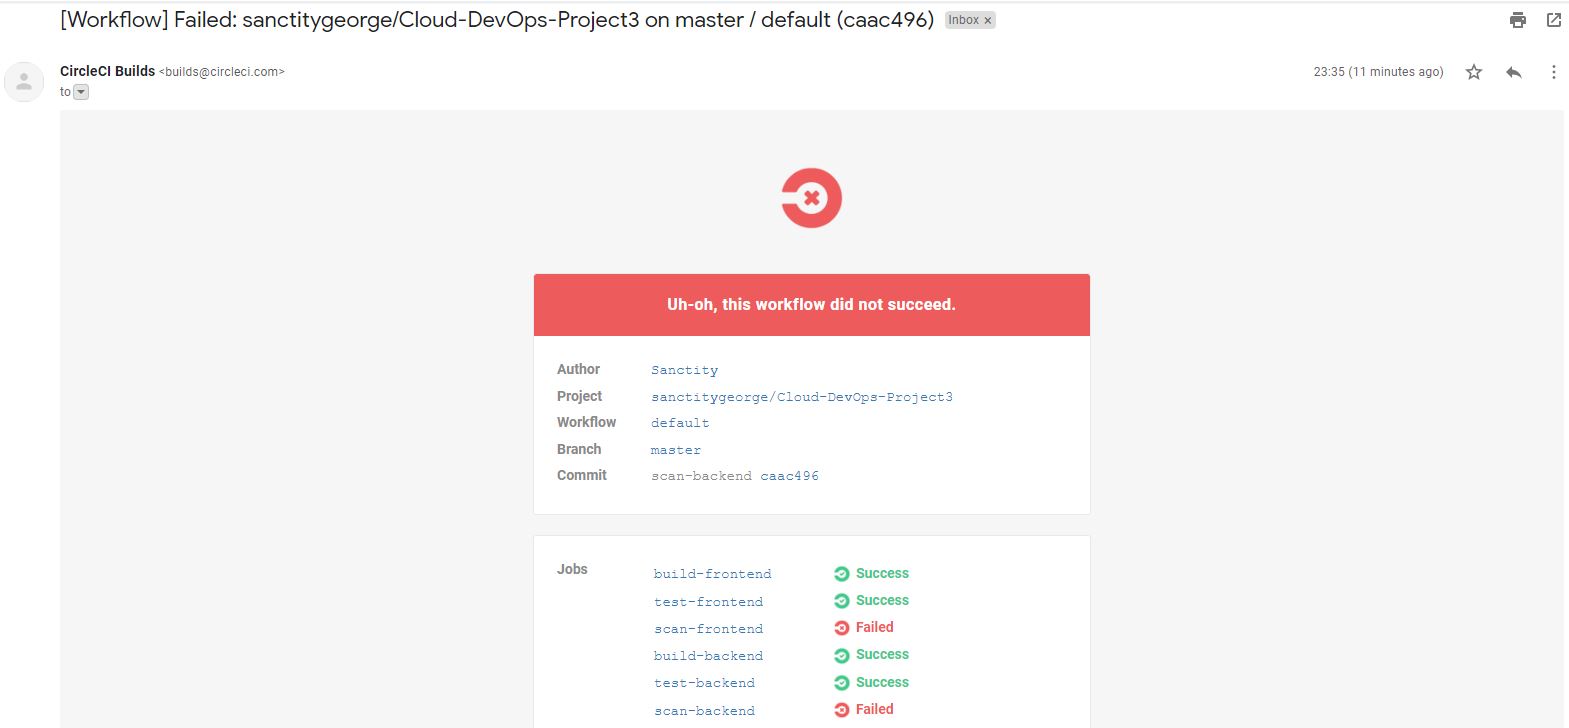 [Workflow] Failed: sanctitygeorge/Cloud-DevOps-Project3 on master / default (caac496) Inbox ×
CircleCI Builds <builds@circleci.com> 23:35 (11 minutes ago)
to
Uh-oh, this workflow did not succeed.
Author Sanctity
Project sanctitygeorge/Cloud-DevOps-Project3
Workflow default
Branch master
Commit scan-backend caac496
Jobs build-frontend Success
test-frontend Success
scan-frontend Failed
build-backend Success
test-backend Success
scan-backend Failed